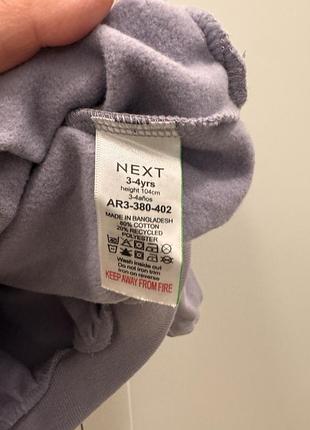 NEXT
3-4yrs
height 104cm
3-4años
AR3-380-402
MADE IN BANGLADESH
80% COTTON
20% RECYCLED
POLYESTER
Wash inside out
Do not iron trim
Iron on reverse
KEEP AWAY FROM FIRE